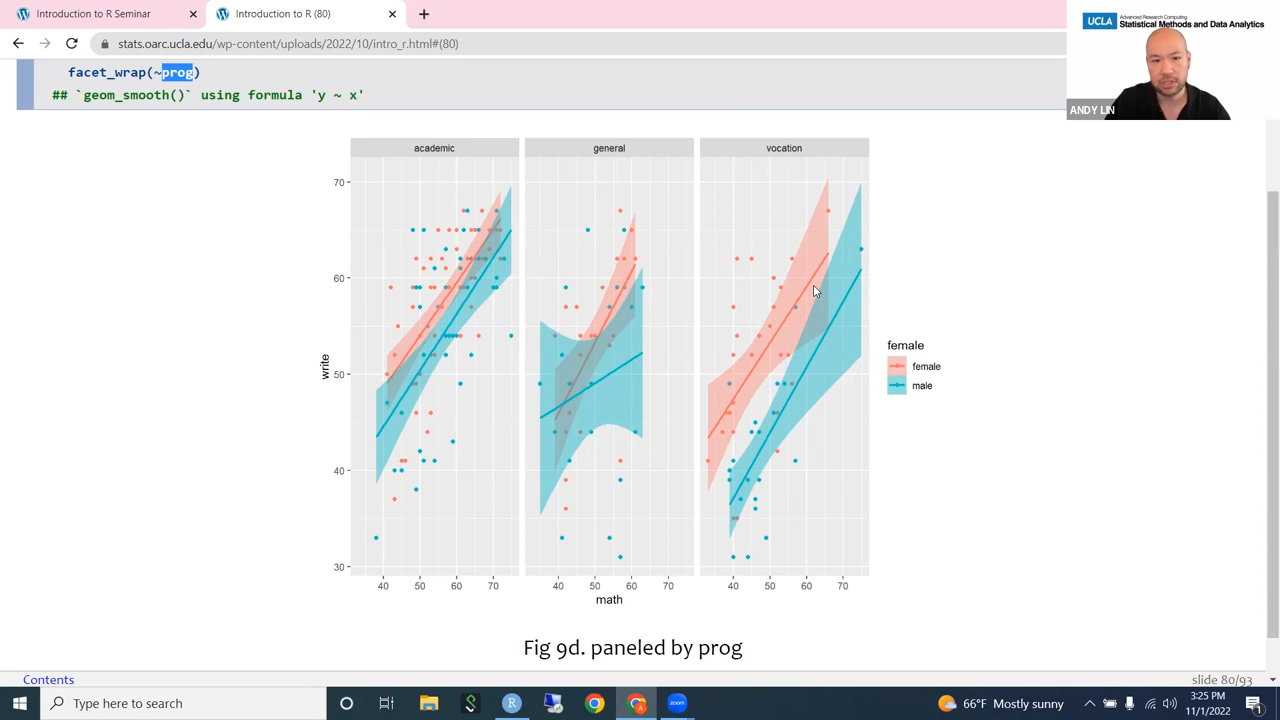 Introduction to R Seminar
Introduction to R (80)
stats.oarc.ucla.edu/wp-content/uploads/2022/10/intro_r.html#(80)
UCLA Advanced Research Computing
Statistical Methods and Data Analytics
ANDY LIN
facet_wrap(~prog)
## `geom_smooth()` using formula 'y ~ x'
academic general vocation
70
60
50
40
30
write
40 50 60 70 40 50 60 70 40 50 60 70
math
female
female
male
Fig 9d. paneled by prog
Contents
slide 80/93
Type here to search
zoom
66°F Mostly sunny
3:25 PM
11/1/2022
1